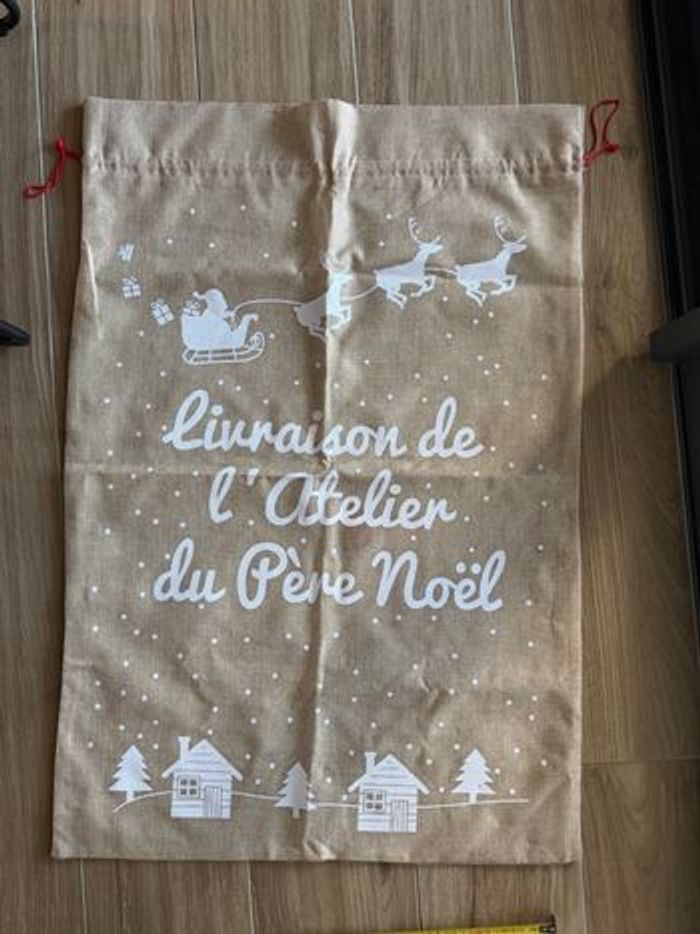 Livraison de
l'Atelier
du Père Noël